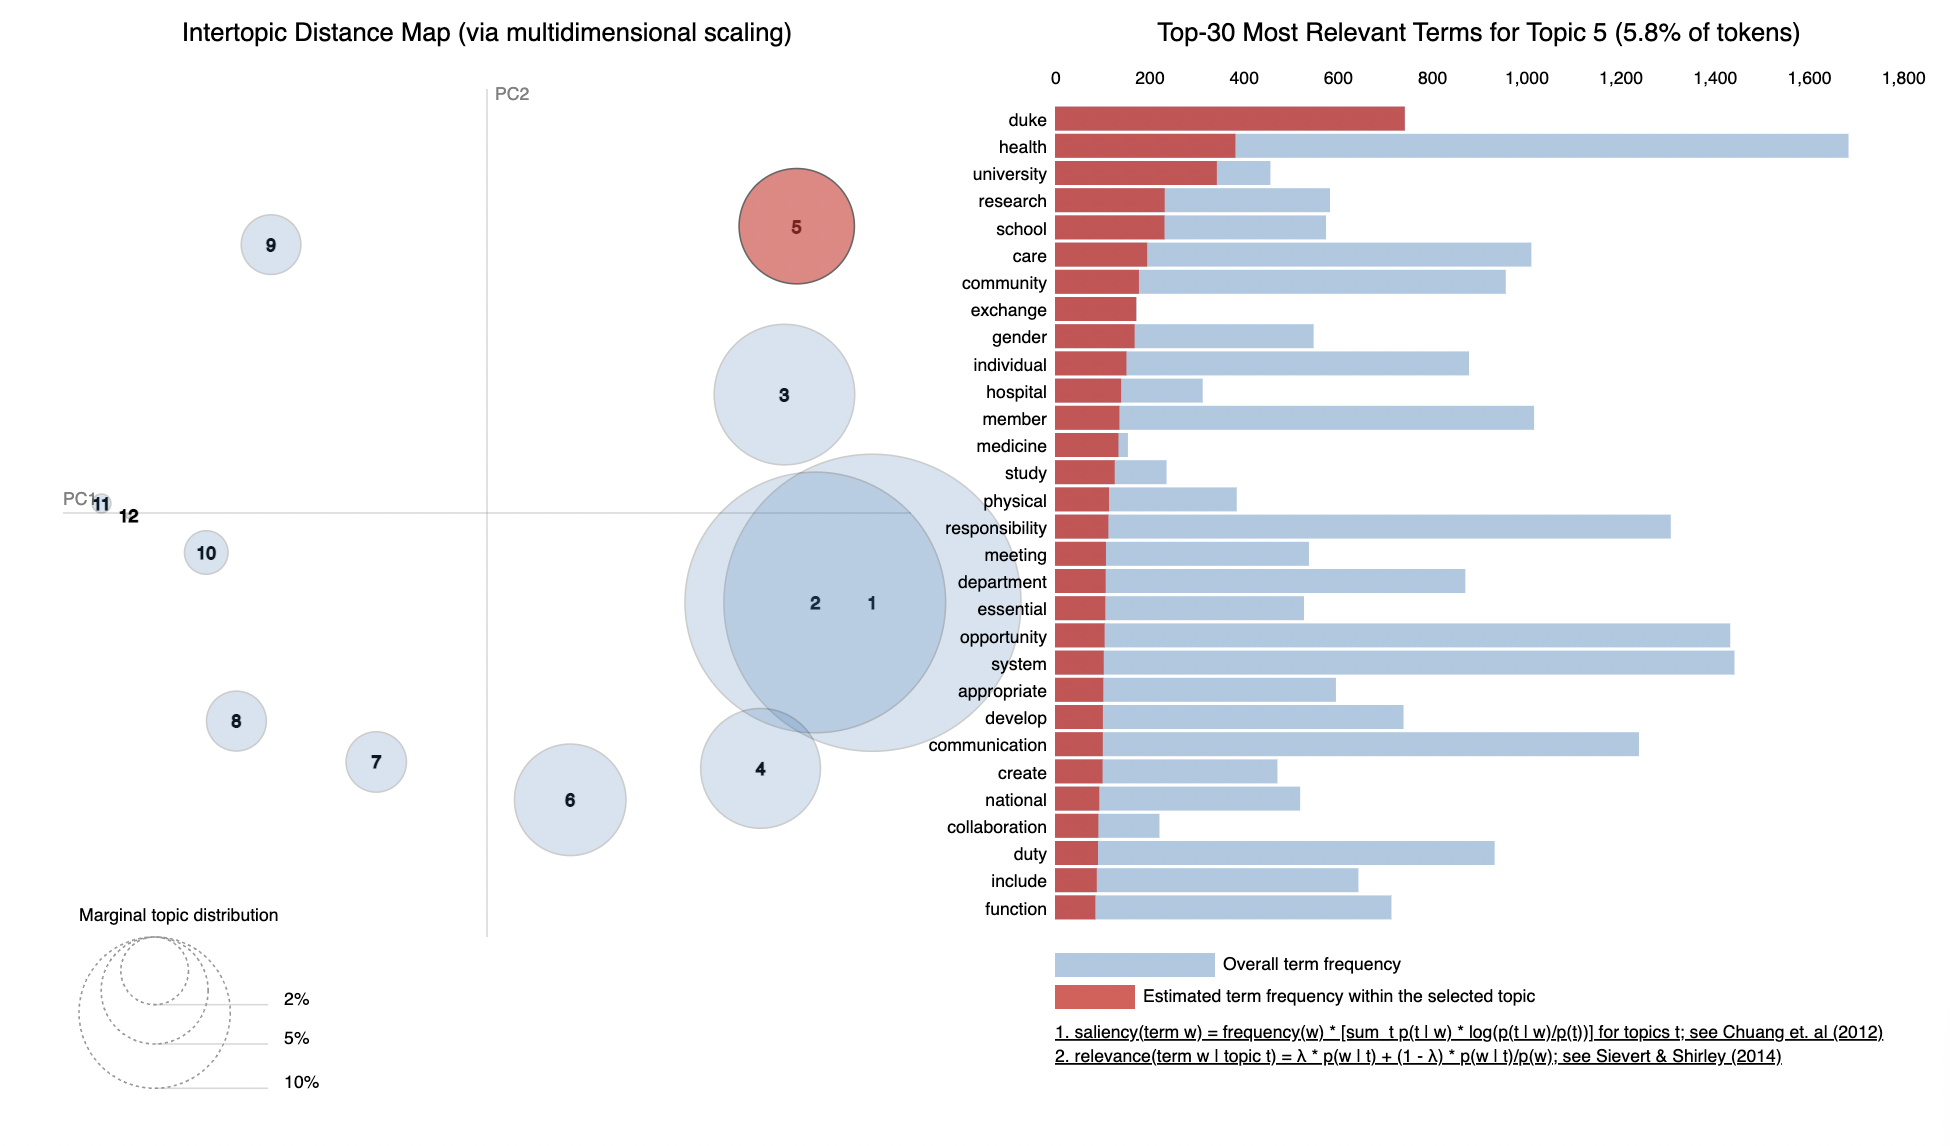 Intertopic Distance Map (via multidimensional scaling)
PC2
PC1
5
9
3
11
12
10
2
1
8
7
6
4
Marginal topic distribution
2%
5%
10%
Top-30 Most Relevant Terms for Topic 5 (5.8% of tokens)
0 200 400 600 800 1,000 1,200 1,400 1,600 1,800
duke
health
university
research
school
care
community
exchange
gender
individual
hospital
member
medicine
study
physical
responsibility
meeting
department
essential
opportunity
system
appropriate
develop
communication
create
national
collaboration
duty
include
function
Overall term frequency
Estimated term frequency within the selected topic
1. saliency(term w) = frequency(w) * [sum_t p(t | w) * log(p(t | w)/p(t))] for topics t; see Chuang et. al (2012)
2. relevance(term w | topic t) = λ * p(w | t) + (1 - λ) * p(w | t)/p(w); see Sievert & Shirley (2014)